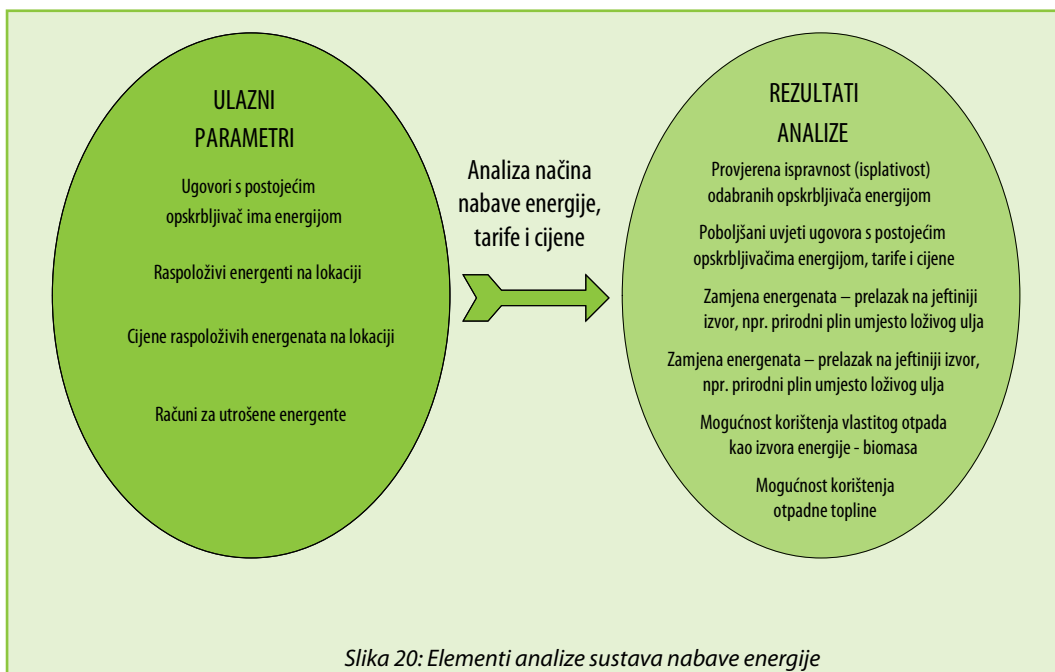 ULAZNI
PARAMETRI
Ugovori s postojećim
opskrbljivač ima energijom
Raspoloživi energenti na lokaciji
Cijene raspoloživih energenata na lokaciji
Računi za utrošene energente
Analiza načina
nabave energije,
tarife i cijene
REZULTATI
ANALIZE
Provjerena ispravnost (isplativost)
odabranih opskrbljivača energijom
Poboljšani uvjeti ugovora s postojećim
opskrbljivačima energijom, tarife i cijene
Zamjena energenata – prelazak na jeftiniji
izvor, npr. prirodni plin umjesto loživog ulja
Zamjena energenata – prelazak na jeftiniji izvor,
npr. prirodni plin umjesto loživog ulja
Mogućnost korištenja vlastitog otpada
kao izvora energije - biomasa
Mogućnost korištenja
otpadne topline
Slika 20: Elementi analize sustava nabave energije